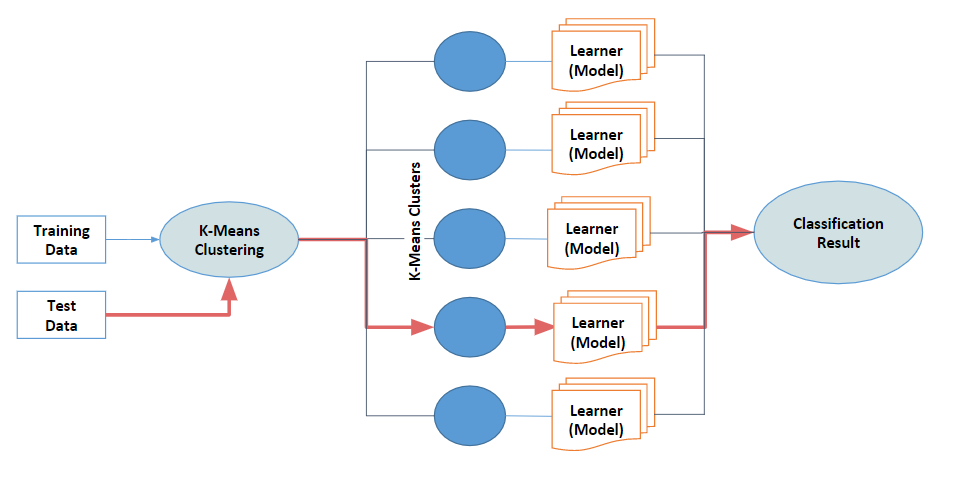 Training
Data
Test
Data
K-Means
Clustering
K-Means Clusters
Learner
(Model)
Learner
(Model)
Learner
(Model)
Learner
(Model)
Learner
(Model)
Classification
Result